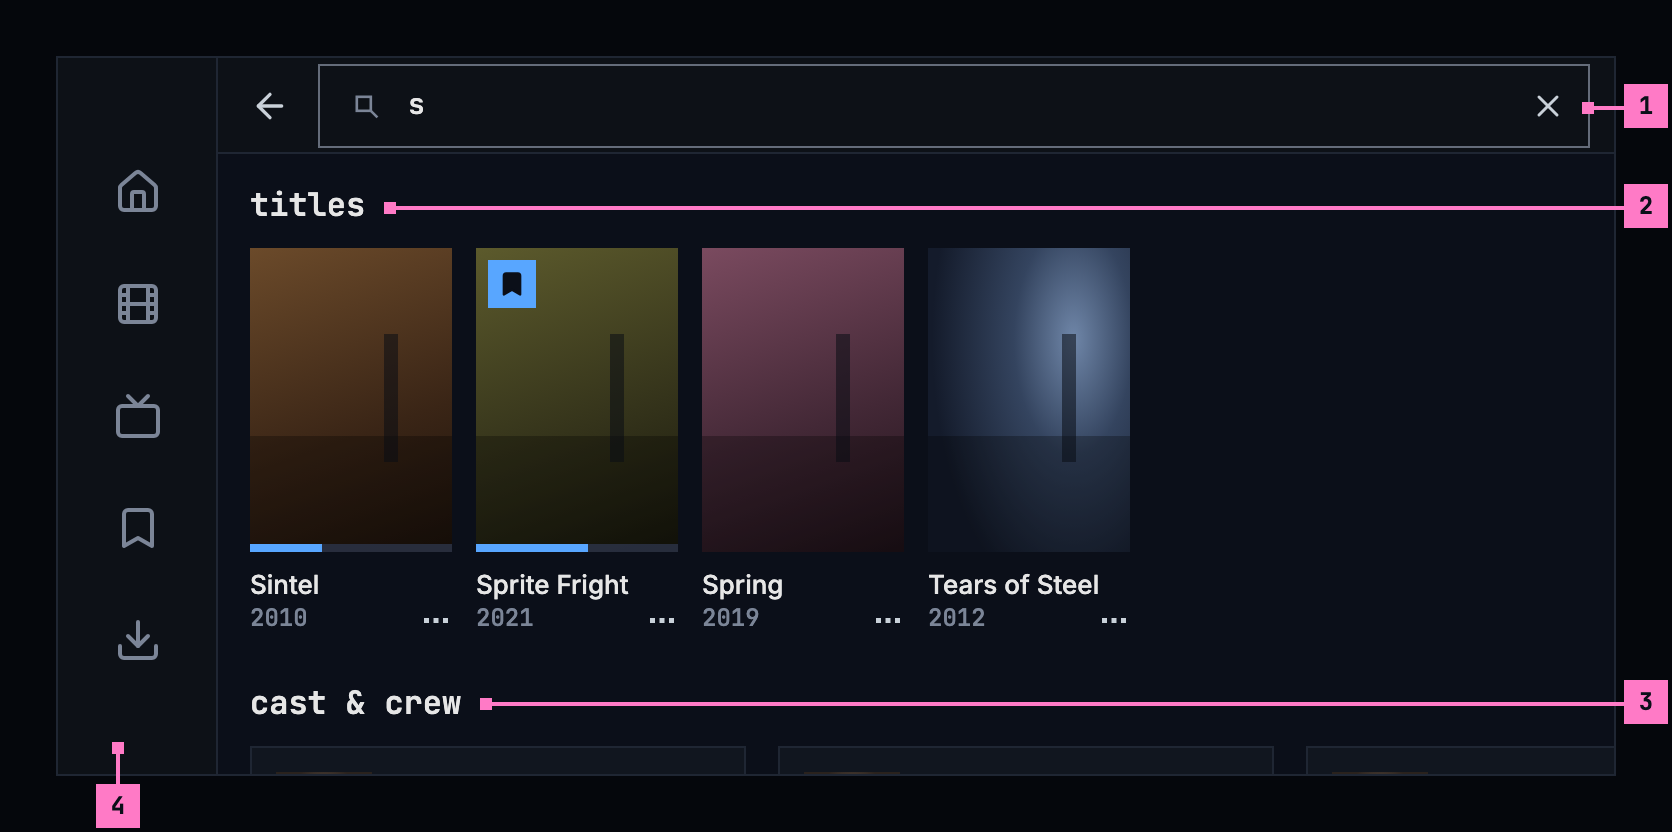 s
1
titles
2
Sintel
2010
Sprite Fright
2021
Spring
2019
Tears of Steel
2012
cast & crew
3
4